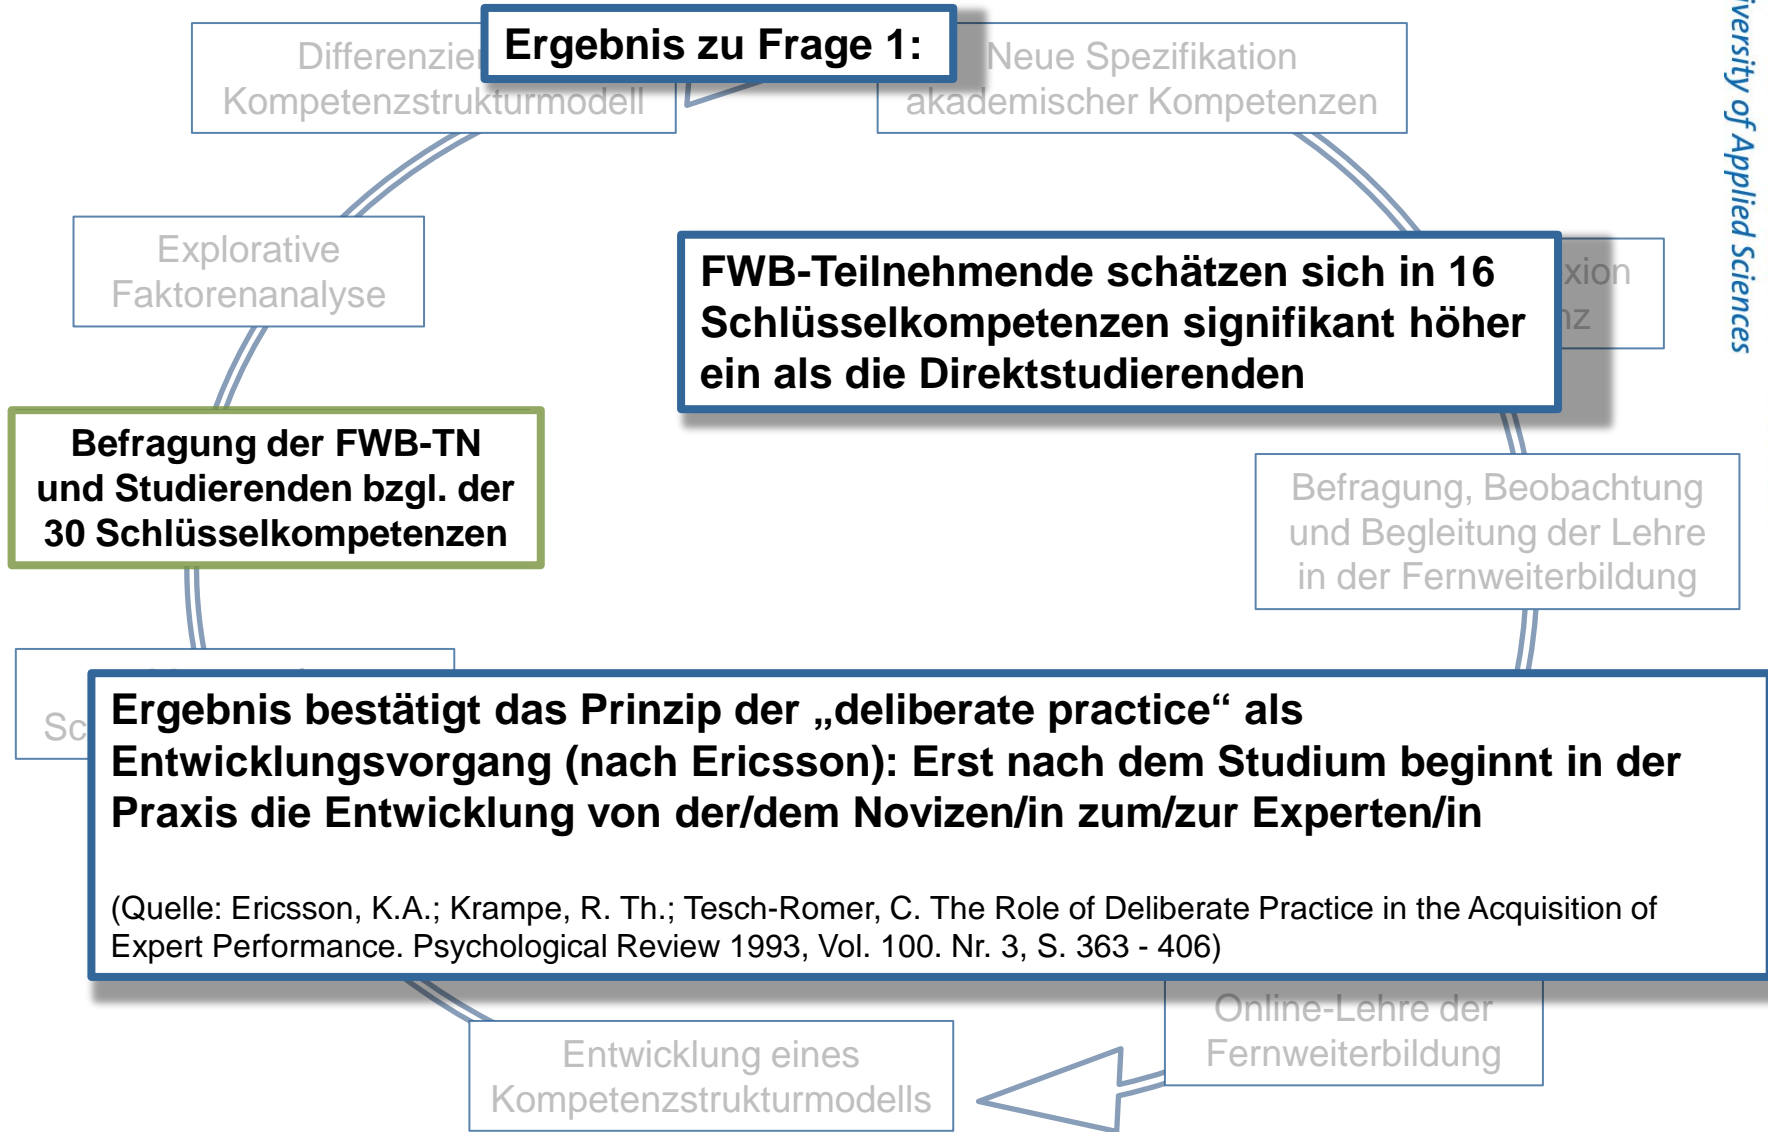 Ergebnis zu Frage 1:
Kompetenzstrukturmodell
Neue Spezifikation
akademischer Kompetenzen
Explorative
Faktorenanalyse
FWB-Teilnehmende schätzen sich in 16
Schlüsselkompetenzen signifikant höher
ein als die Direktstudierenden
Befragung der FWB-TN
und Studierenden bzgl. der
30 Schlüsselkompetenzen
Befragung, Beobachtung
und Begleitung der Lehre
in der Fernweiterbildung
Ergebnis bestätigt das Prinzip der „deliberate practice“ als
Entwicklungsvorgang (nach Ericsson): Erst nach dem Studium beginnt in der
Praxis die Entwicklung von der/dem Novizen/in zum/zur Experten/in
(Quelle: Ericsson, K.A.; Krampe, R. Th.; Tesch-Romer, C. The Role of Deliberate Practice in the Acquisition of
Expert Performance. Psychological Review 1993, Vol. 100. Nr. 3, S. 363 - 406)
Online-Lehre der
Fernweiterbildung
Entwicklung eines
Kompetenzstrukturmodells
of Applied Sciences